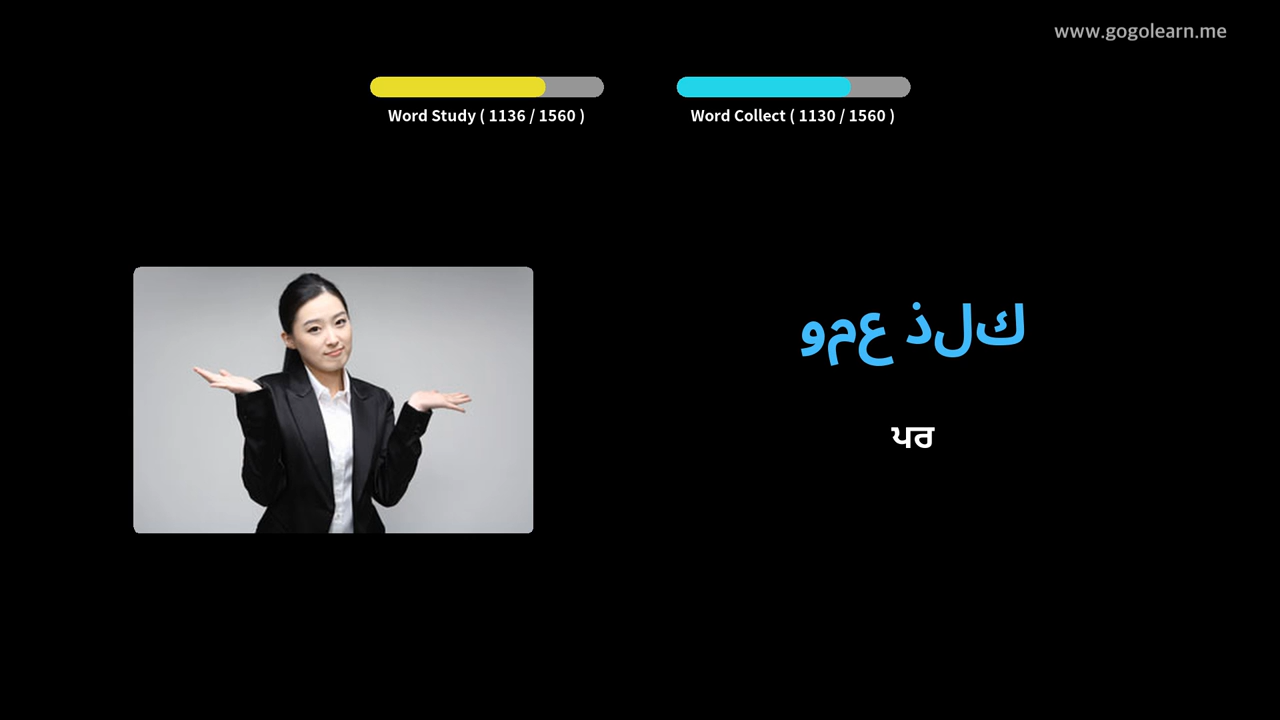 www.gogolearn.me
Word Study ( 1136 / 1560 )
Word Collect ( 1130 / 1560 )
ومع ذلك
ਪਰ